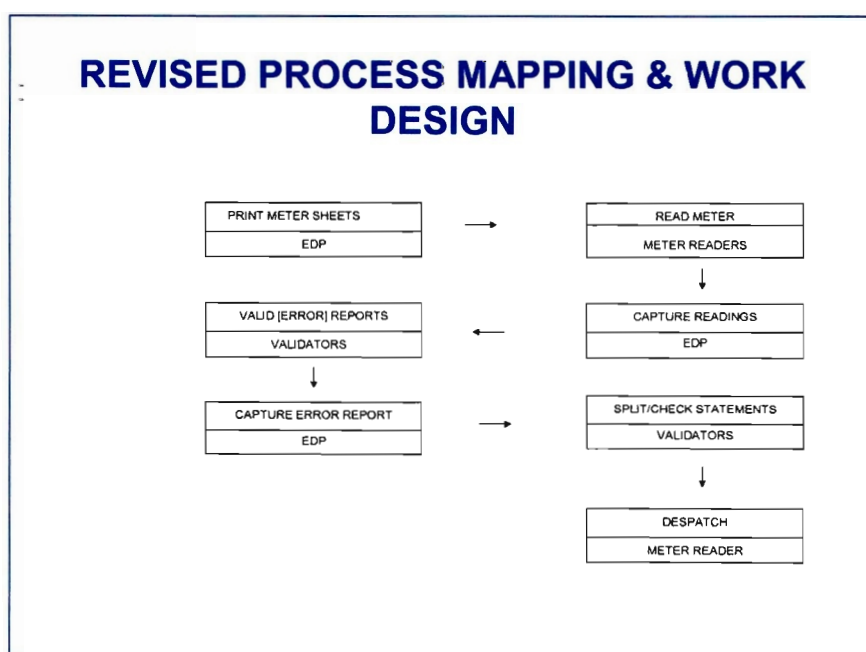 REVISED PROCESS MAPPING & WORK
DESIGN
PRINT METER SHEETS
EDP
READ METER
METER READERS
VALID [ERROR] REPORTS
VALIDATORS
CAPTURE READINGS
EDP
CAPTURE ERROR REPORT
EDP
SPLIT/CHECK STATEMENTS
VALIDATORS
DESPATCH
METER READER